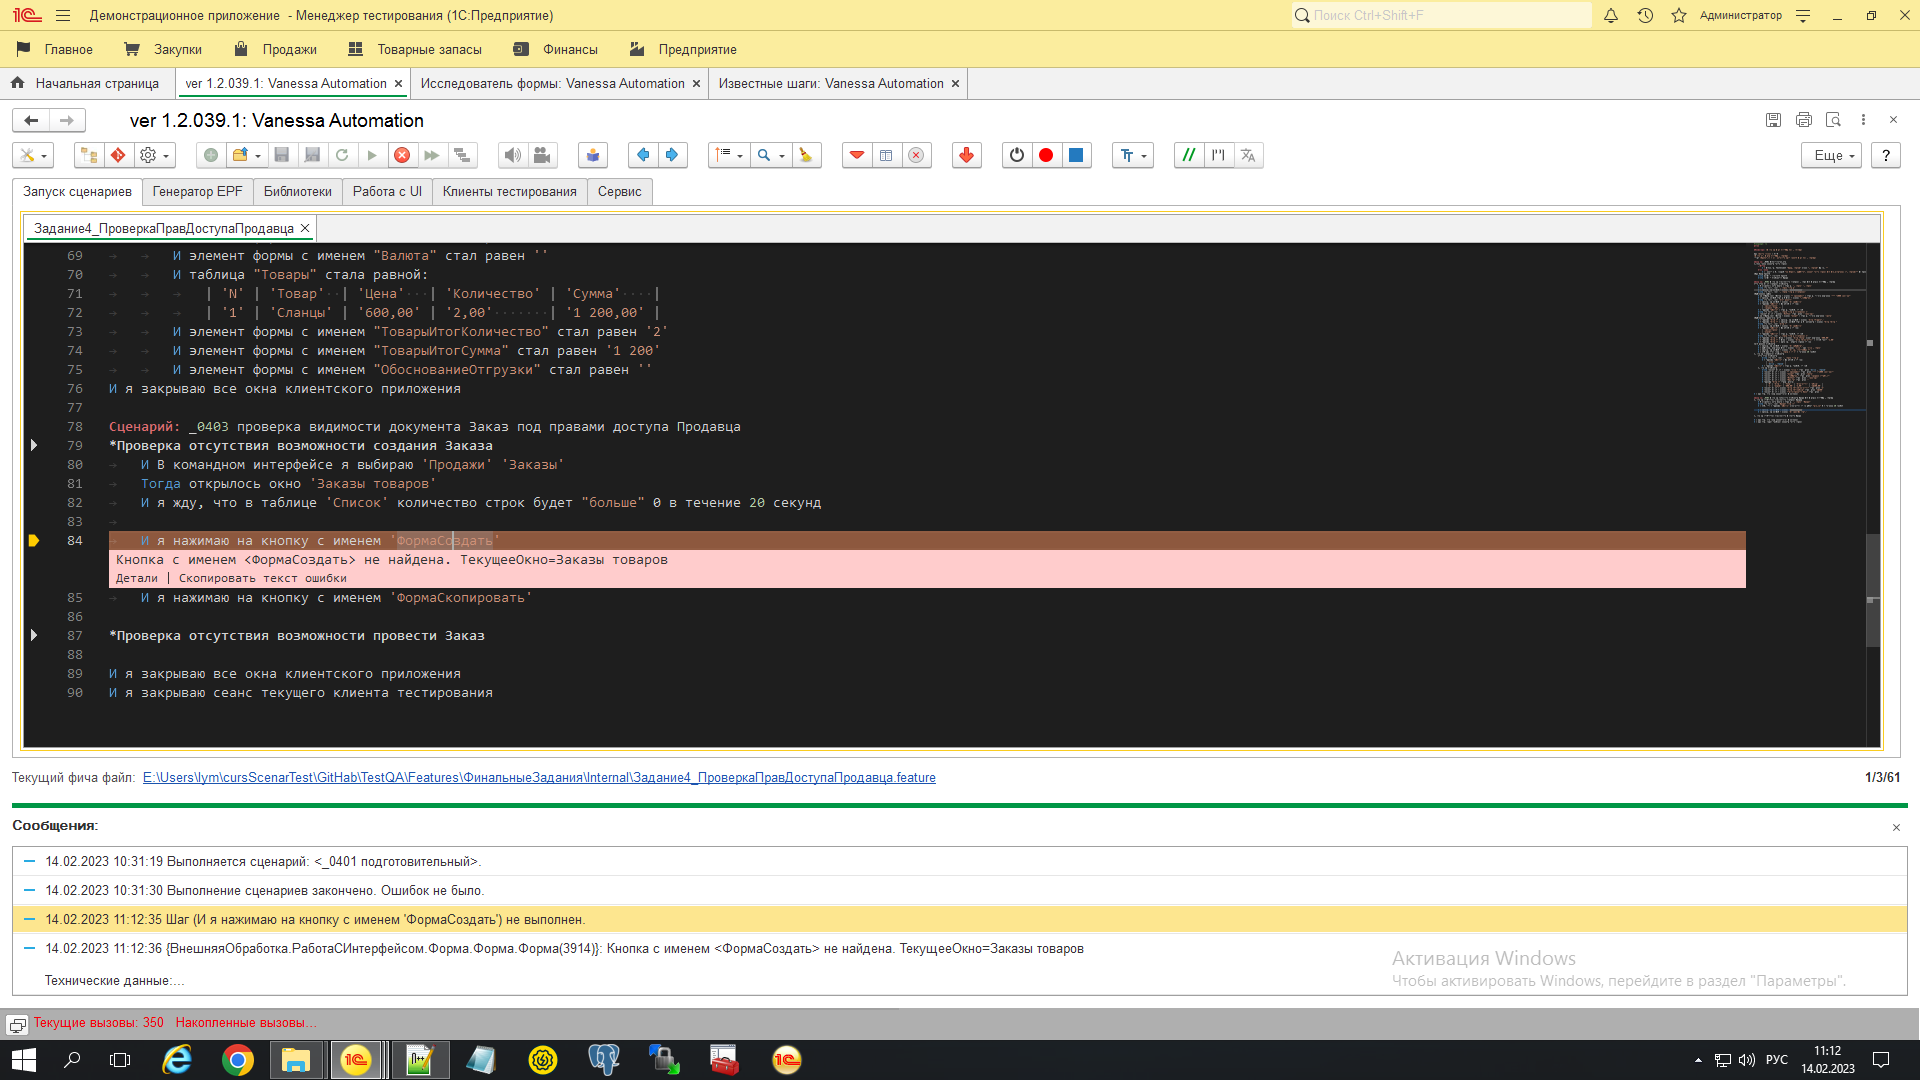 Демонстрационное приложение - Менеджер тестирования (1С:Предприятие)
Поиск Ctrl+Shift+F
Администратор
Главное
Закупки
Продажи
Товарные запасы
Финансы
Предприятие
Начальная страница
ver 1.2.039.1: Vanessa Automation ×
Исследователь формы: Vanessa Automation ×
Известные шаги: Vanessa Automation ×
ver 1.2.039.1: Vanessa Automation
Еще
?
Запуск сценариев
Генератор EPF
Библиотеки
Работа с UI
Клиенты тестирования
Сервис
Задание4_ПроверкаПравДоступаПродавца ×
69 И элемент формы с именем "Валюта" стал равен ''
70 И таблица "Товары" стала равной:
71 | 'N' | 'Товар' | 'Цена' | 'Количество' | 'Сумма' |
72 | '1' | 'Сланцы' | '600,00' | '2,00' | '1 200,00' |
73 И элемент формы с именем "ТоварыИтогКоличество" стал равен '2'
74 И элемент формы с именем "ТоварыИтогСумма" стал равен '1 200'
75 И элемент формы с именем "ОбоснованиеОтгрузки" стал равен ''
76 И я закрываю все окна клиентского приложения
77
78 Сценарий: _0403 проверка видимости документа Заказ под правами доступа Продавца
79 *Проверка отсутствия возможности создания Заказа
80 И В командном интерфейсе я выбираю 'Продажи' 'Заказы'
81 Тогда открылось окно 'Заказы товаров'
82 И я жду, что в таблице 'Список' количество строк будет "больше" 0 в течение 20 секунд
83
84 И я нажимаю на кнопку с именем 'ФормаСоздать'
Кнопка с именем <ФормаСоздать> не найдена. ТекущееОкно=Заказы товаров
Детали | Скопировать текст ошибки
85 И я нажимаю на кнопку с именем 'ФормаСкопировать'
86
87 *Проверка отсутствия возможности провести Заказ
88
89 И я закрываю все окна клиентского приложения
90 И я закрываю сеанс текущего клиента тестирования
Текущий фича файл: E:\Users\lym\cursScenarTest\GitHab\TestQA\Features\ФинальныеЗадания\Internal\Задание4_ПроверкаПравДоступаПродавца.feature
1/3/61
Сообщения:
14.02.2023 10:31:19 Выполняется сценарий: <_0401 подготовительный>.
14.02.2023 10:31:30 Выполнение сценариев закончено. Ошибок не было.
14.02.2023 11:12:35 Шаг (И я нажимаю на кнопку с именем 'ФормаСоздать') не выполнен.
14.02.2023 11:12:36 {ВнешняяОбработка.РаботаСИнтерфейсом.Форма.Форма.Форма(3914)}: Кнопка с именем <ФормаСоздать> не найдена. ТекущееОкно=Заказы товаров
Технические данные:...
Активация Windows
Чтобы активировать Windows, перейдите в раздел "Параметры".
Текущие вызовы: 350 Накопленные вызовы...
РУС
11:12
14.02.2023